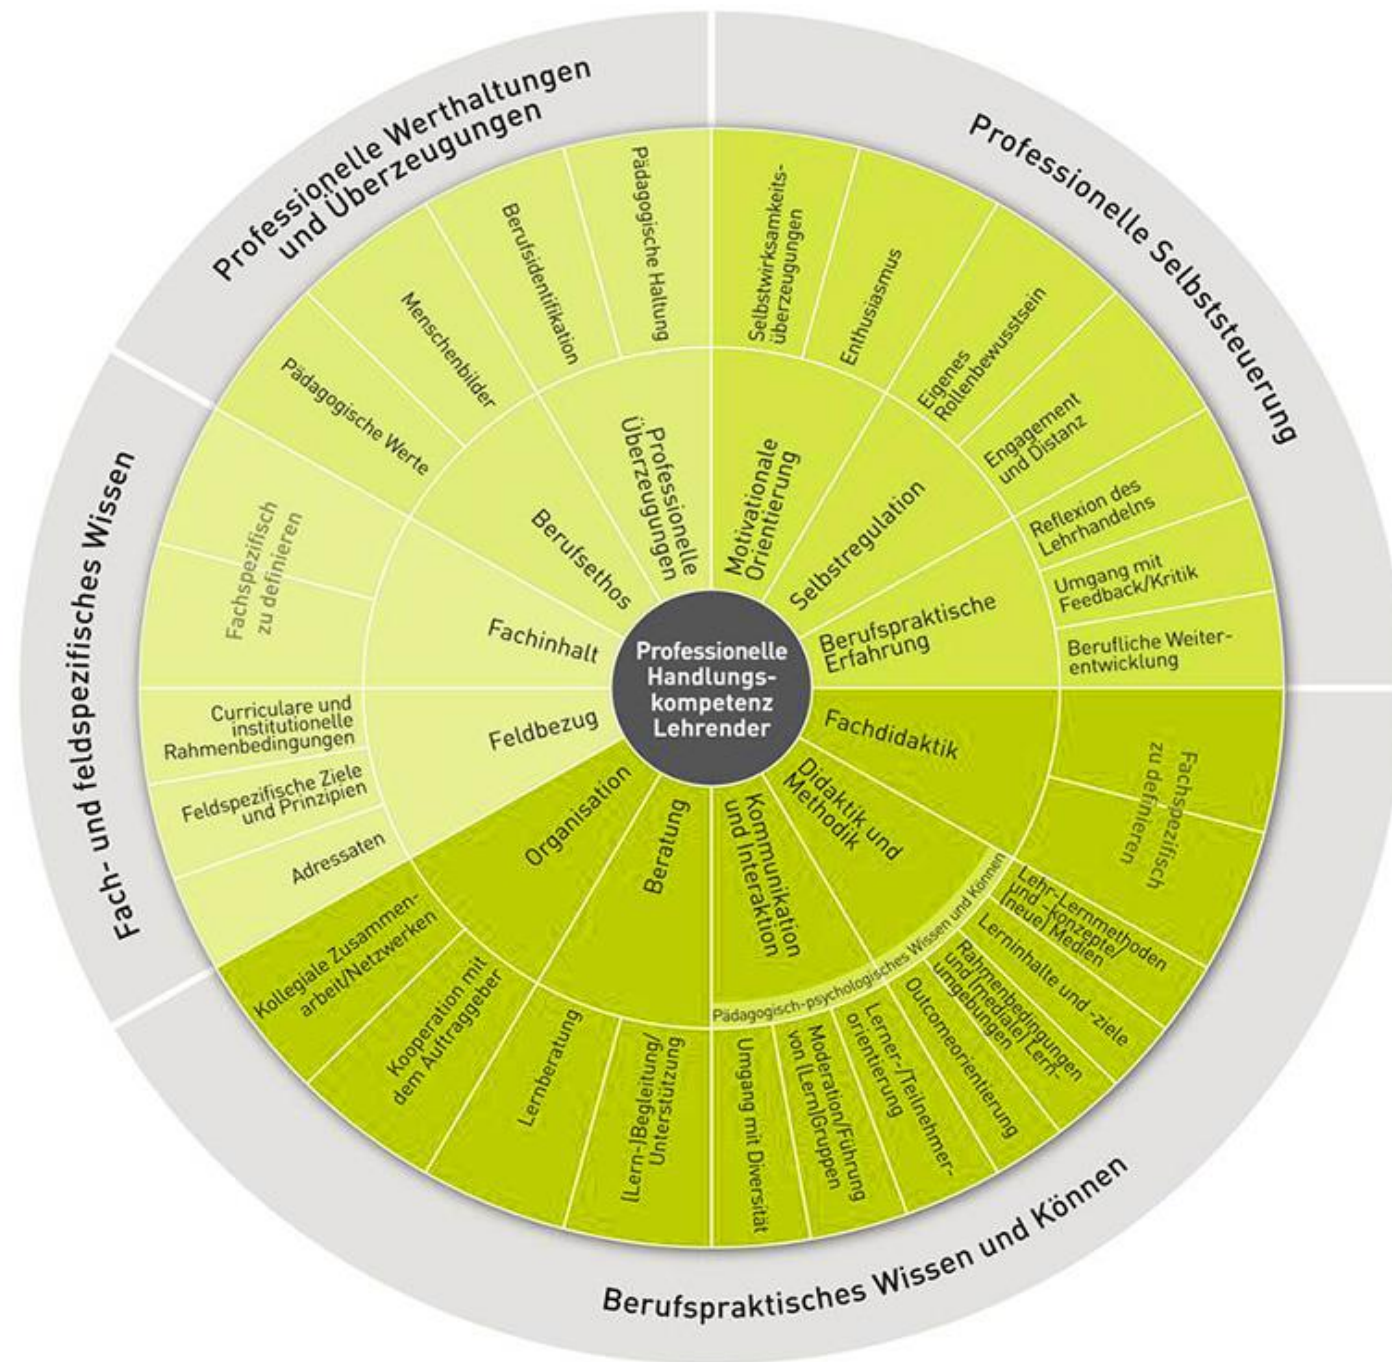 Professionelle Werthaltungen
und Überzeugungen
Professionelle Selbststeuerung
Fach- und feldspezifisches Wissen
Berufspraktisches Wissen und Können
Professionelle
Handlungs-
kompetenz
Lehrender
Motivationale
Orientierung
Selbstwirksamkeits-
überzeugungen
Enthusiasmus
Selbstregulation
Eigenes
Rollenbewusstsein
Engagement
und Distanz
Berufspraktische
Erfahrung
Reflexion des
Lehrhandelns
Umgang mit
Feedback/Kritik
Berufliche Weiter-
entwicklung
Fachdidaktik
Fachspezifisch
zu definieren
Didaktik und
Methodik
Pädagogisch-psychologisches Wissen und Können
Lehr-Lernmethoden
und -konzepte/
(neue) Medien
Lerninhalte und -ziele
Rahmenbedingungen
und (mediale) Lern-
umgebungen
Outcomeorientierung
Kommunikation
und Interaktion
Lerner-/Teilnehmer-
orientierung
Moderation/Führung
von (Lern)Gruppen
Umgang mit Diversität
Beratung
(Lern-)Begleitung/
Unterstützung
Lernberatung
Organisation
Kooperation mit
dem Auftraggeber
Kollegiale Zusammen-
arbeit/Netzwerken
Feldbezug
Adressaten
Feldspezifische Ziele
und Prinzipien
Curriculare und
institutionelle
Rahmenbedingungen
Fachinhalt
Fachspezifisch
zu definieren
Berufsethos
Pädagogische Werte
Menschenbilder
Professionelle
Überzeugungen
Berufsidentifikation
Pädagogische Haltung